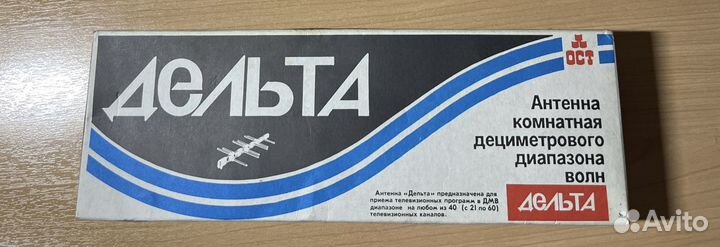 ДЕЛЬТА
ОСТ
Антенна
комнатная
дециметрового
диапазона
волн
Антенна «Дельта» предназначена для
приема телевизионных программ в ДМВ
диапазоне на любом из 40 (с 21 по 60)
телевизионных каналов.
ДЕЛЬТА
Avito